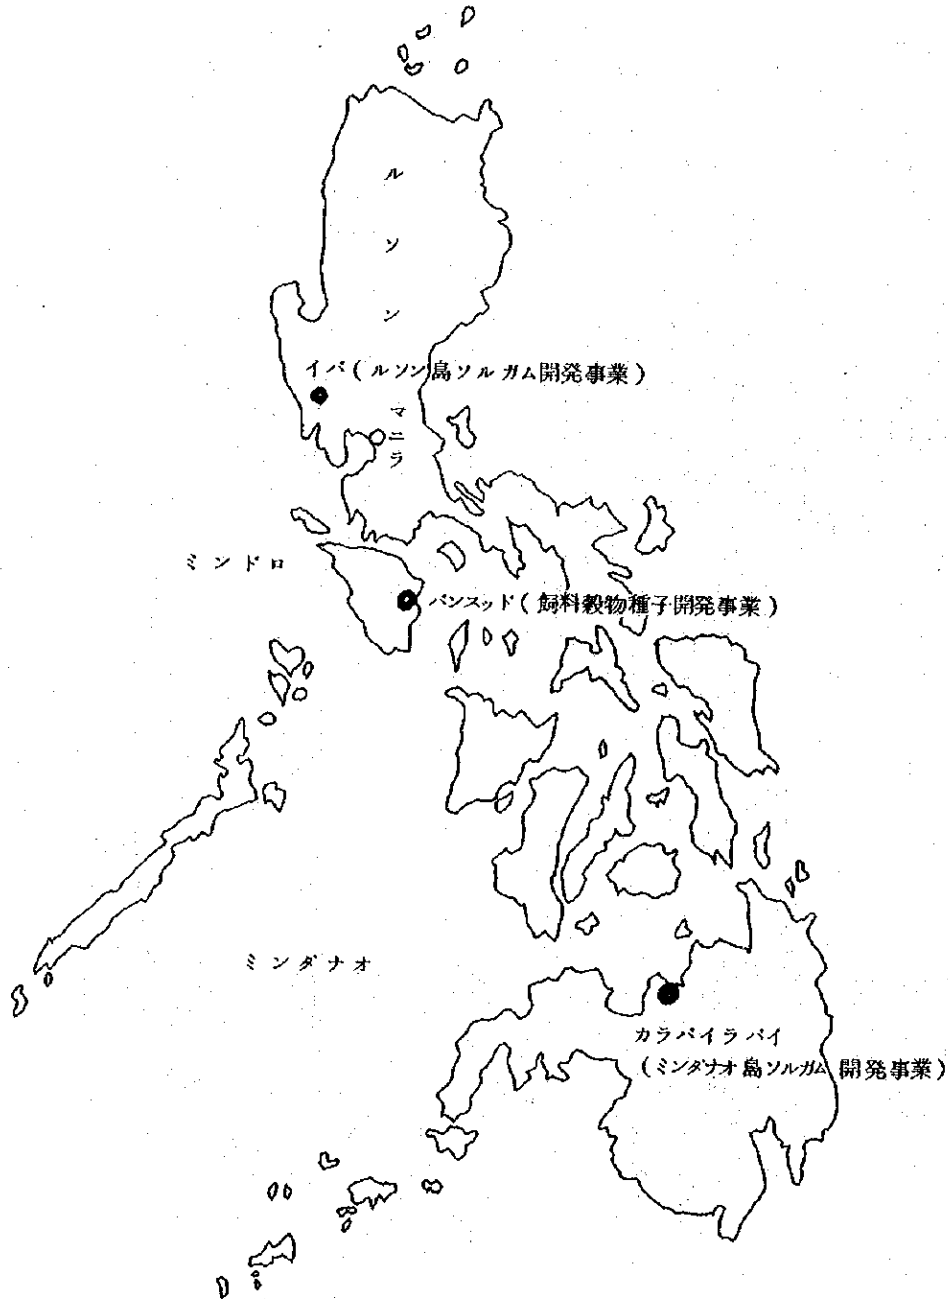 ルソン
イバ(ルソン島ソルガム開発事業)
マニラ
ミンドロ
バンスッド(飼料穀物種子開発事業)
ミンダナオ
カラバイラバイ
(ミンダナオ島ソルガム開発事業)